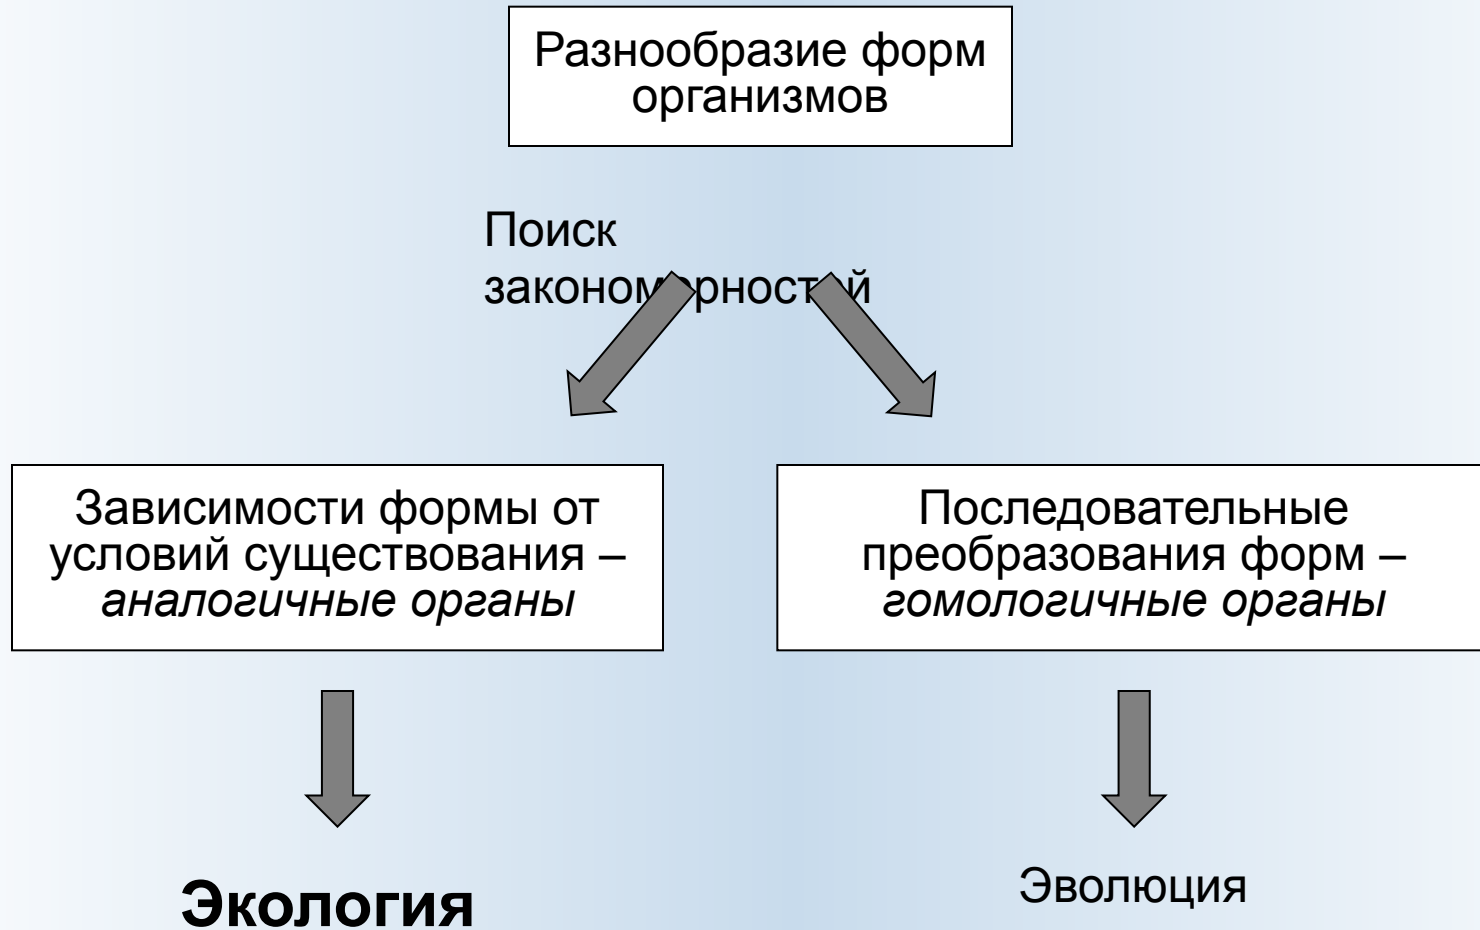 Разнообразие форм
организмов
Поиск
закономерностей
Зависимости формы от
условий существования –
аналогичные органы
Последовательные
преобразования форм –
гомологичные органы
Экология
Эволюция